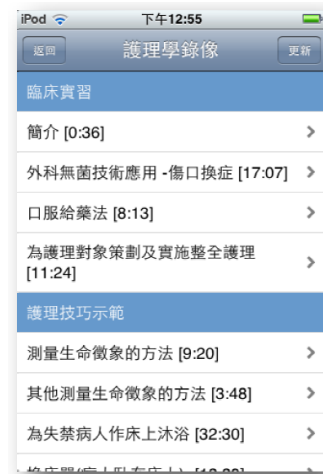 iPod 下午12:55
返回 護理學錄像 更新
臨床實習
簡介 [0:36]
外科無菌技術應用 -傷口換症 [17:07]
口服給藥法 [8:13]
為護理對象策劃及實施整全護理
[11:24]
護理技巧示範
測量生命徵象的方法 [9:20]
其他測量生命徵象的方法 [3:48]
為失禁病人作床上沐浴 [32:30]